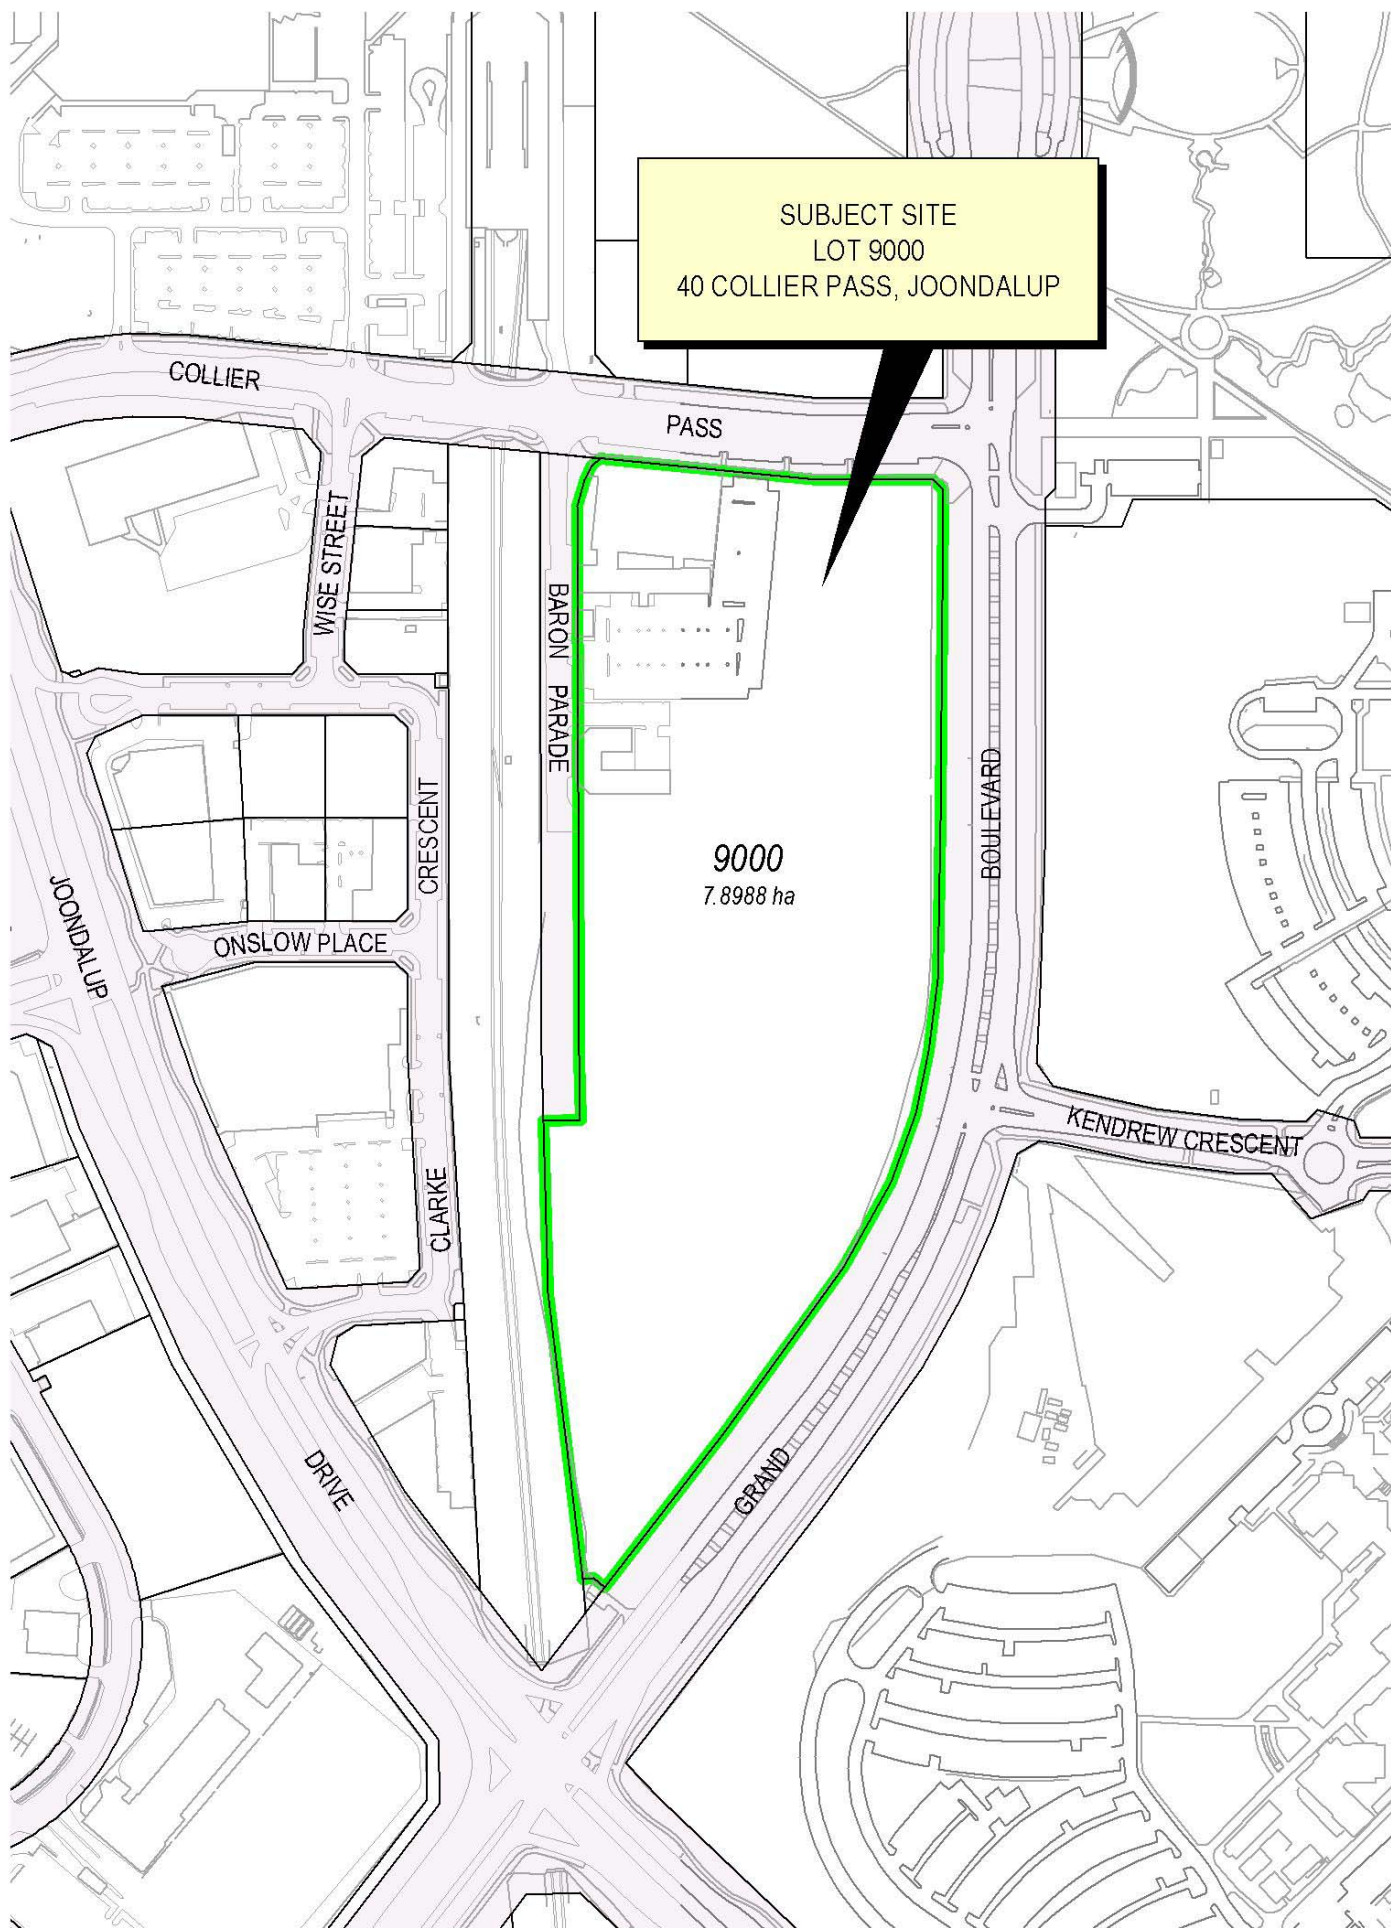 SUBJECT SITE
LOT 9000
40 COLLIER PASS, JOONDALUP
COLLIER
PASS
WISE STREET
BARON PARADE
BOULEVARD
CRESCENT
9000
7.8988 ha
JOONDALUP
ONSLOW PLACE
KENDREW CRESCENT
CLARKE
DRIVE
GRAND